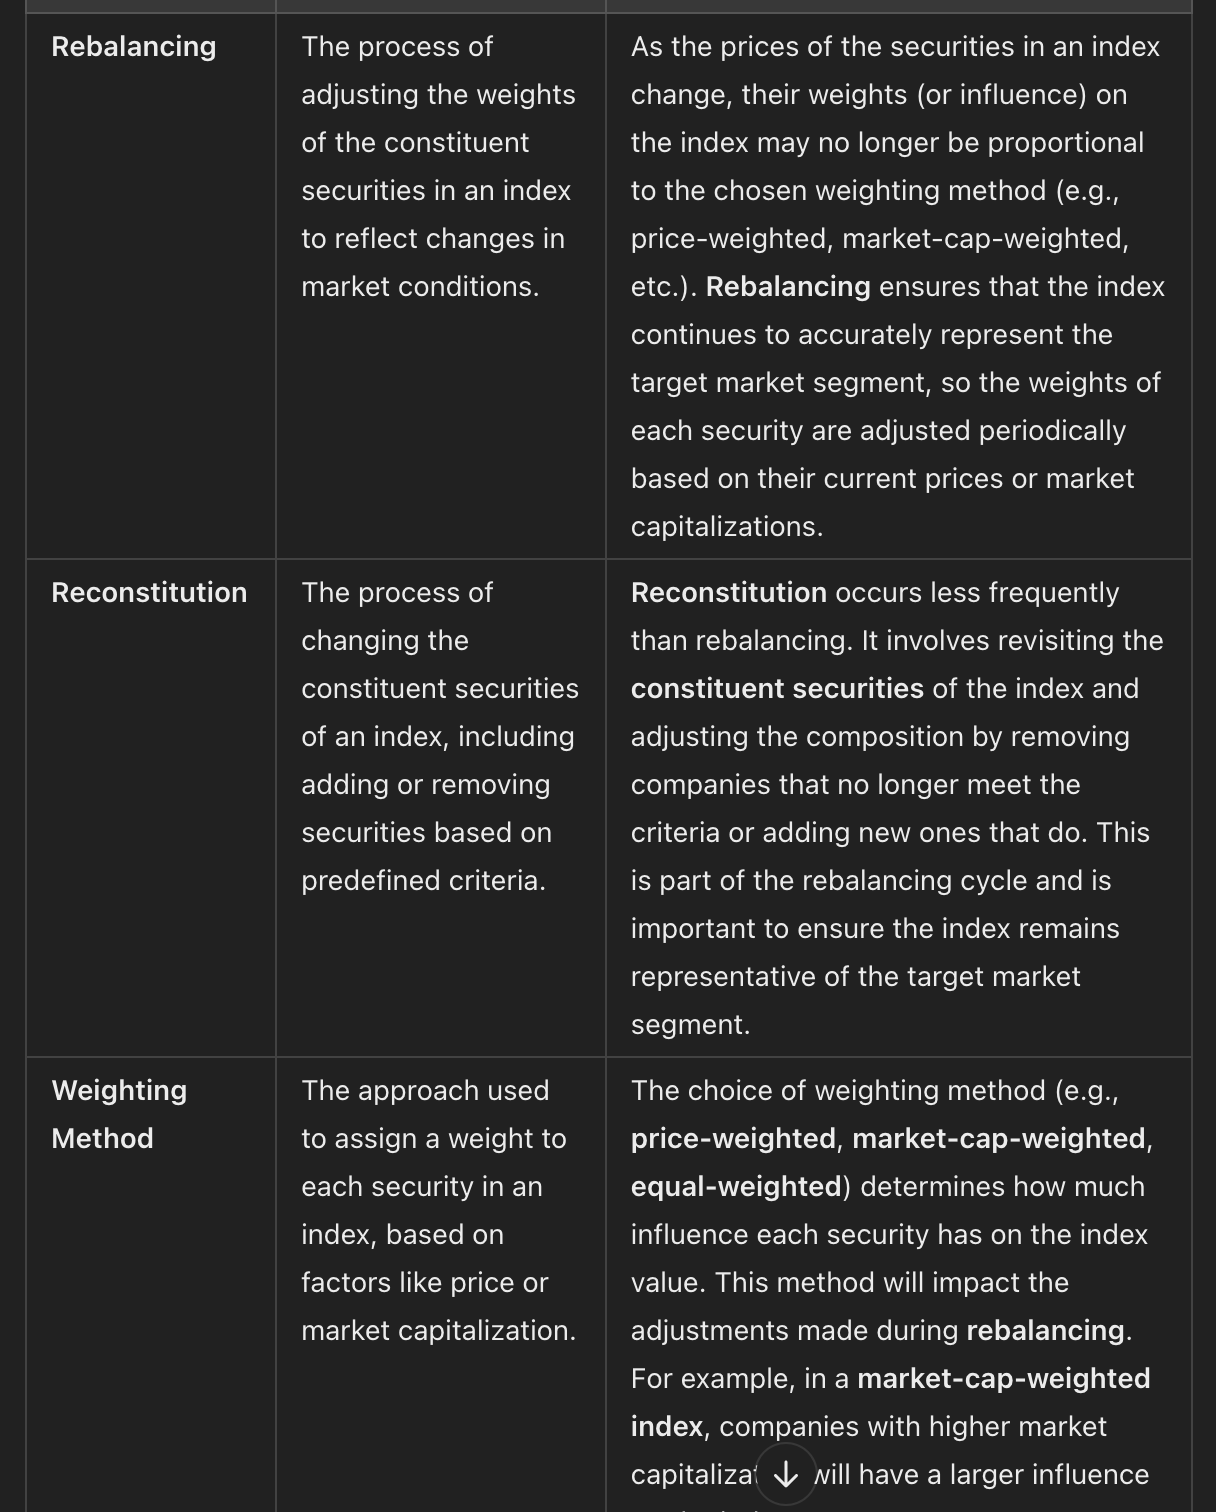 Rebalancing
The process of
adjusting the weights
of the constituent
securities in an index
to reflect changes in
market conditions.
As the prices of the securities in an index
change, their weights (or influence) on
the index may no longer be proportional
to the chosen weighting method (e.g.,
price-weighted, market-cap-weighted,
etc.). Rebalancing ensures that the index
continues to accurately represent the
target market segment, so the weights of
each security are adjusted periodically
based on their current prices or market
capitalizations.
Reconstitution
The process of
changing the
constituent securities
of an index, including
adding or removing
securities based on
predefined criteria.
Reconstitution occurs less frequently
than rebalancing. It involves revisiting the
constituent securities of the index and
adjusting the composition by removing
companies that no longer meet the
criteria or adding new ones that do. This
is part of the rebalancing cycle and is
important to ensure the index remains
representative of the target market
segment.
Weighting
Method
The approach used
to assign a weight to
each security in an
index, based on
factors like price or
market capitalization.
The choice of weighting method (e.g.,
price-weighted, market-cap-weighted,
equal-weighted) determines how much
influence each security has on the index
value. This method will impact the
adjustments made during rebalancing.
For example, in a market-cap-weighted
index, companies with higher market
will have a larger influence